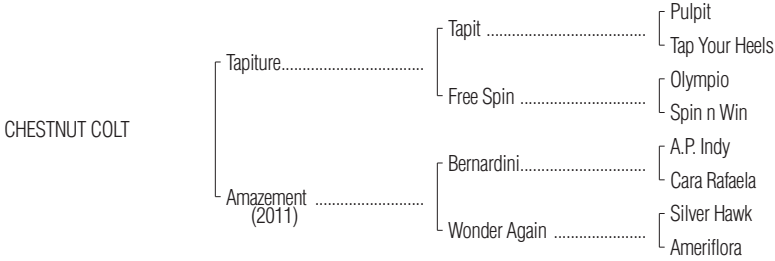 Pulpit
Tapit ....................................
Tap Your Heels
Tapiture................................
Olympio
Free Spin ............................
Spin n Win
CHESTNUT COLT
A.P. Indy
Bernardini............................
Cara Rafaela
Amazement ........................
(2011)
Silver Hawk
Wonder Again .....................
Ameriflora